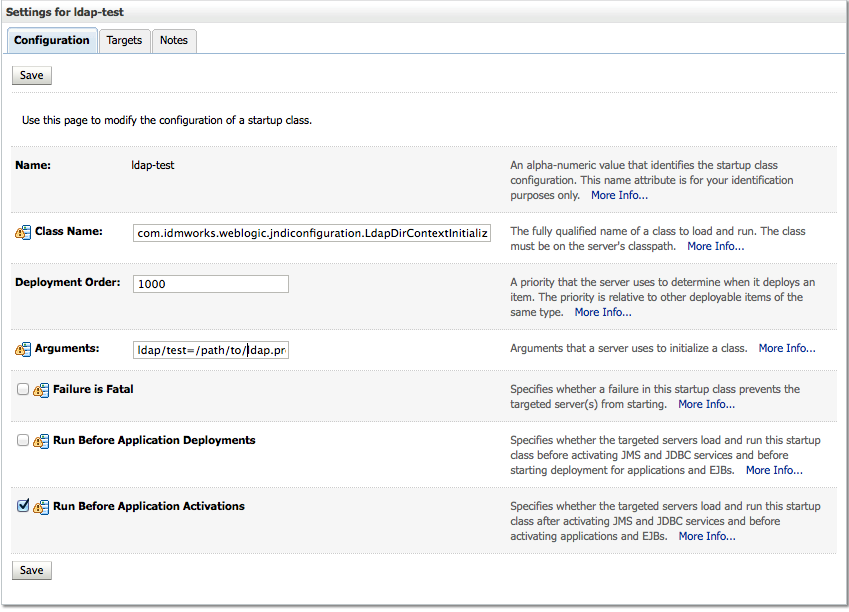 Settings for ldap-test
Configuration
Targets
Notes
Save
Use this page to modify the configuration of a startup class.
Name:
ldap-test
An alpha-numeric value that identifies the startup class
configuration. This name attribute is for your identification
purposes only. More Info...
Class Name:
com.idmworks.weblogic.jndiconfiguration.LdapDirContextInitializ
The fully qualified name of a class to load and run. The class
must be on the server's classpath. More Info...
Deployment Order:
1000
A priority that the server uses to determine when it deploys an
item. The priority is relative to other deployable items of the
same type. More Info...
Arguments:
ldap/test=/path/to/ldap.pr
Arguments that a server uses to initialize a class. More Info...
Failure is Fatal
Specifies whether a failure in this startup class prevents the
targeted server(s) from starting. More Info...
Run Before Application Deployments
Specifies whether the targeted servers load and run this startup
class before activating JMS and JDBC services and before
starting deployment for applications and EJBs. More Info...
Run Before Application Activations
Specifies whether the targeted servers load and run this startup
class after activating JMS and JDBC services and before
activating applications and EJBs. More Info...
Save